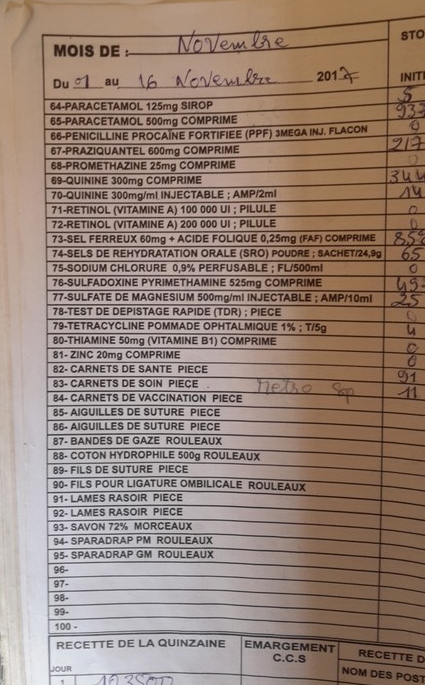 MOIS DE : Novembre STO
Du 01 au 16 Novembre 2017 INITI
64-PARACETAMOL 125mg SIROP 5
65-PARACETAMOL 500mg COMPRIME 937
66-PENICILLINE PROCAÏNE FORTIFIEE (PPF) 3MEGA INJ. FLACON 0
67-PRAZIQUANTEL 600mg COMPRIME 217
68-PROMETHAZINE 25mg COMPRIME 0
69-QUININE 300mg COMPRIME 344
70-QUININE 300mg/ml INJECTABLE ; AMP/2ml 14
71-RETINOL (VITAMINE A) 100 000 UI ; PILULE 0
72-RETINOL (VITAMINE A) 200 000 UI ; PILULE 0
73-SEL FERREUX 60mg + ACIDE FOLIQUE 0,25mg (FAF) COMPRIME
74-SELS DE REHYDRATATION ORALE (SRO) POUDRE ; SACHET/24,9g 65
75-SODIUM CHLORURE 0,9% PERFUSABLE ; FL/500ml 0
76-SULFADOXINE PYRIMETHAMINE 525mg COMPRIME
77-SULFATE DE MAGNESIUM 500mg/ml INJECTABLE ; AMP/10ml 25
78-TEST DE DEPISTAGE RAPIDE (TDR) ; PIECE 0
79-TETRACYCLINE POMMADE OPHTALMIQUE 1% ; T/5g 4
80-THIAMINE 50mg (VITAMINE B1) COMPRIME 0
81- ZINC 20mg COMPRIME 0
82- CARNETS DE SANTE PIECE 91
83- CARNETS DE SOIN PIECE Metro Sp 11
84- CARNETS DE VACCINATION PIECE
85- AIGUILLES DE SUTURE PIECE
86- AIGUILLES DE SUTURE PIECE
87- BANDES DE GAZE ROULEAUX
88- COTON HYDROPHILE 500g ROULEAUX
89- FILS DE SUTURE PIECE
90- FILS POUR LIGATURE OMBILICALE ROULEAUX
91- LAMES RASOIR PIECE
92- LAMES RASOIR PIECE
93- SAVON 72% MORCEAUX
94- SPARADRAP PM ROULEAUX
95- SPARADRAP GM ROULEAUX
96-
97-
98-
99-
100 -
RECETTE DE LA QUINZAINE EMARGEMENT RECETTE D
C.C.S
JOUR NOM DES POST
1